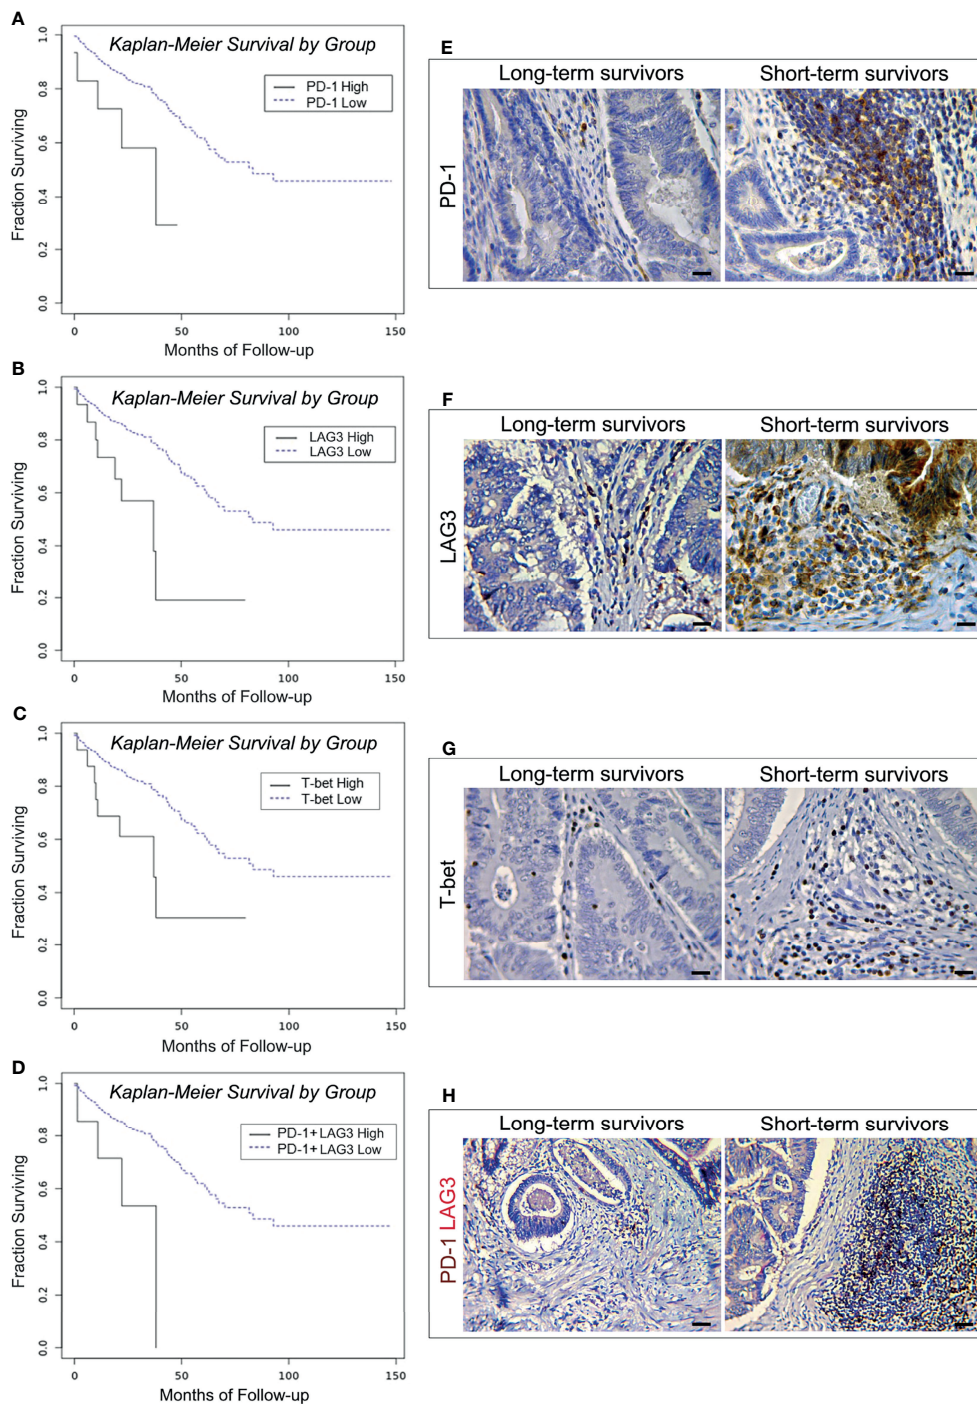 A
Kaplan-Meier Survival by Group
PD-1 High
PD-1 Low
Fraction Surviving
1.0
0.8
0.6
0.4
0.2
0.0
0
50
100
150
Months of Follow-up
B
Kaplan-Meier Survival by Group
LAG3 High
LAG3 Low
Fraction Surviving
1.0
0.8
0.6
0.4
0.2
0.0
0
50
100
150
Months of Follow-up
C
Kaplan-Meier Survival by Group
T-bet High
T-bet Low
Fraction Surviving
1.0
0.8
0.6
0.4
0.2
0.0
0
50
100
150
Months of Follow-up
D
Kaplan-Meier Survival by Group
PD-1+LAG3 High
PD-1+LAG3 Low
Fraction Surviving
1.0
0.8
0.6
0.4
0.2
0.0
0
50
100
150
Months of Follow-up
E
Long-term survivors
Short-term survivors
PD-1
F
Long-term survivors
Short-term survivors
LAG3
G
Long-term survivors
Short-term survivors
T-bet
H
Long-term survivors
Short-term survivors
PD-1 LAG3